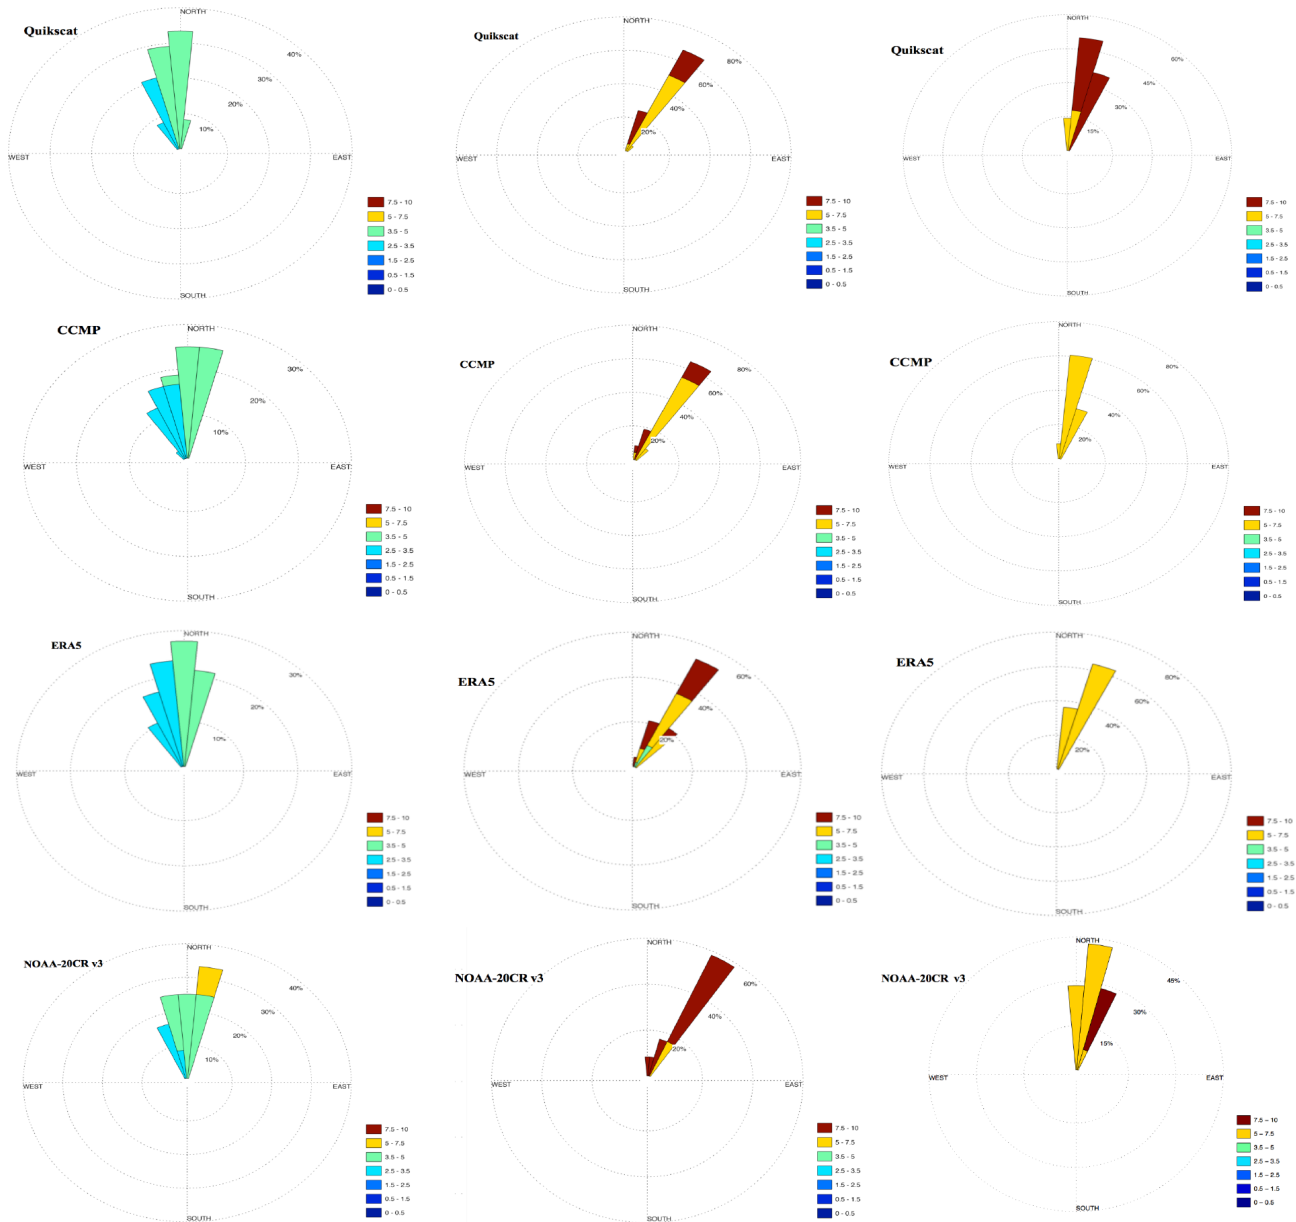 Quikscat
NORTH
40%
30%
20%
10%
WEST
EAST
SOUTH
7.5 - 10
5 - 7.5
3.5 - 5
2.5 - 3.5
1.5 - 2.5
0.5 - 1.5
0 - 0.5
Quikscat
NORTH
80%
60%
40%
20%
WEST
EAST
SOUTH
7.5 - 10
5 - 7.5
3.5 - 5
2.5 - 3.5
1.5 - 2.5
0.5 - 1.5
0 - 0.5
Quikscat
NORTH
60%
45%
30%
15%
WEST
EAST
SOUTH
7.5 - 10
5 - 7.5
3.5 - 5
2.5 - 3.5
1.5 - 2.5
0.5 - 1.5
0 - 0.5
CCMP
NORTH
30%
20%
10%
WEST
EAST
SOUTH
7.5 - 10
5 - 7.5
3.5 - 5
2.5 - 3.5
1.5 - 2.5
0.5 - 1.5
0 - 0.5
CCMP
NORTH
80%
60%
40%
20%
WEST
EAST
SOUTH
7.5 - 10
5 - 7.5
3.5 - 5
2.5 - 3.5
1.5 - 2.5
0.5 - 1.5
0 - 0.5
CCMP
NORTH
80%
60%
40%
20%
WEST
EAST
SOUTH
7.5 - 10
5 - 7.5
3.5 - 5
2.5 - 3.5
1.5 - 2.5
0.5 - 1.5
0 - 0.5
ERA5
NORTH
30%
20%
10%
WEST
EAST
SOUTH
7.5 - 10
5 - 7.5
3.5 - 5
2.5 - 3.5
1.5 - 2.5
0.5 - 1.5
0 - 0.5
ERA5
NORTH
60%
40%
20%
WEST
EAST
SOUTH
7.5 - 10
5 - 7.5
3.5 - 5
2.5 - 3.5
1.5 - 2.5
0.5 - 1.5
0 - 0.5
ERA5
NORTH
80%
60%
40%
20%
WEST
EAST
SOUTH
7.5 - 10
5 - 7.5
3.5 - 5
2.5 - 3.5
1.5 - 2.5
0.5 - 1.5
0 - 0.5
NOAA-20CR v3
NORTH
40%
30%
20%
10%
WEST
EAST
SOUTH
7.5 - 10
5 - 7.5
3.5 - 5
2.5 - 3.5
1.5 - 2.5
0.5 - 1.5
0 - 0.5
NOAA-20CR v3
NORTH
60%
40%
20%
WEST
EAST
SOUTH
7.5 - 10
5 - 7.5
3.5 - 5
2.5 - 3.5
1.5 - 2.5
0.5 - 1.5
0 - 0.5
NOAA-20CR v3
NORTH
45%
30%
15%
WEST
EAST
SOUTH
7.5 – 10
5 – 7.5
3.5 – 5
2.5 – 3.5
1.5 – 2.5
0.5 – 1.5
0 – 0.5